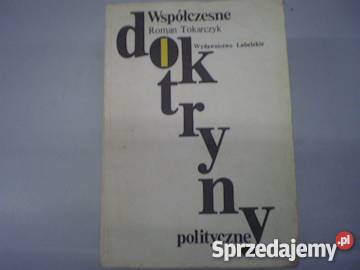 Współczesne
Roman Tokarczyk
Wydawnictwo Lubelskie
doktryny
polityczne
Sprzedajemy.pl